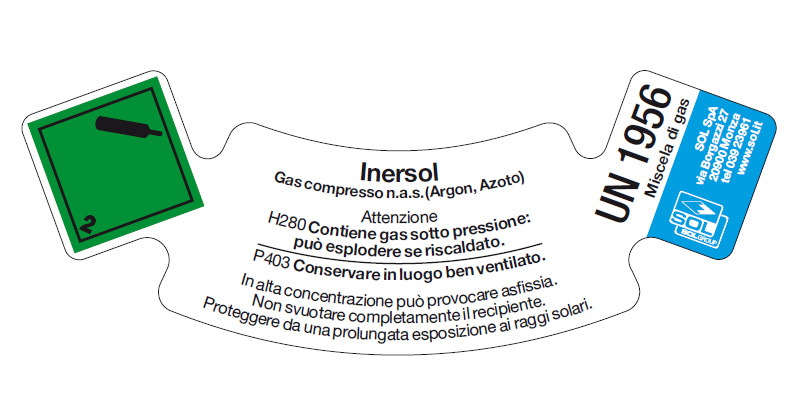 2
Inersol
Gas compresso n.a.s. (Argon, Azoto)
Attenzione
H280 Contiene gas sotto pressione:
può esplodere se riscaldato.
P403 Conservare in luogo ben ventilato.
In alta concentrazione può provocare asfissia.
Non svuotare completamente il recipiente.
Proteggere da una prolungata esposizione ai raggi solari.
UN 1956
Miscela di gas
SOL SpA
via Borgazzi 27
20900 Monza
tel 039 23961
www.sol.it
SOL
SOLGROUP